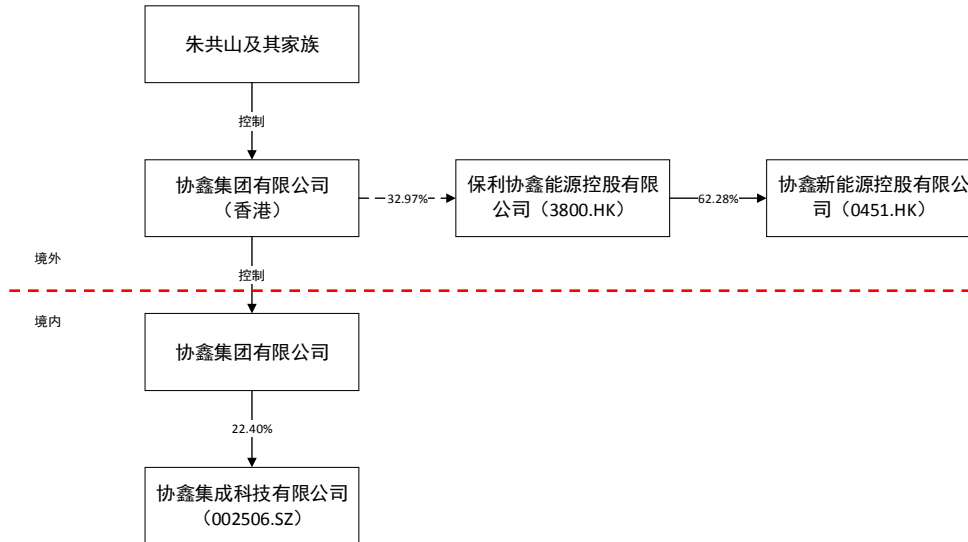 朱共山及其家族
控制
协鑫集团有限公司
（香港）
32.97%
保利协鑫能源控股有限
公司（3800.HK）
62.28%
协鑫新能源控股有限公
司（0451.HK）
境外
控制
境内
协鑫集团有限公司
22.40%
协鑫集成科技有限公司
（002506.SZ）